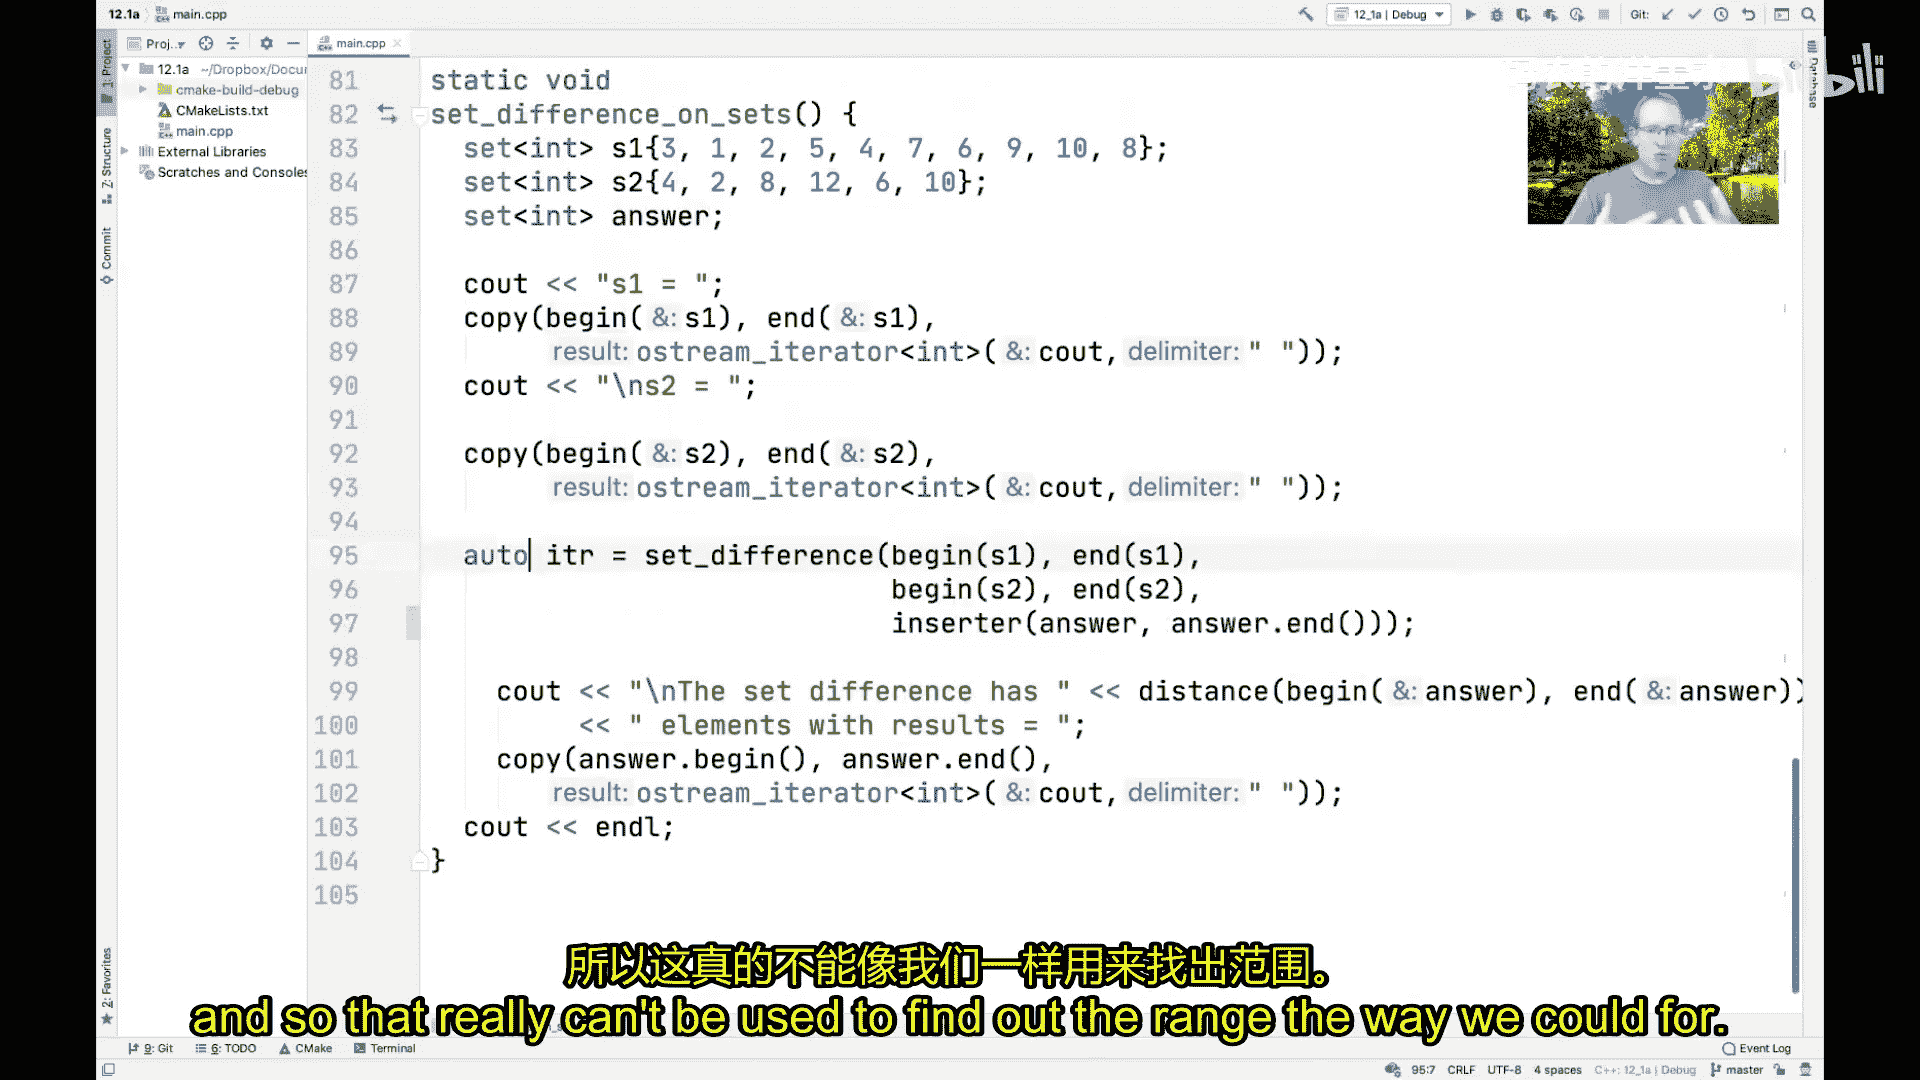 12.1a main.cpp
12_1a | Debug
Git:
1: Project
Proj..
main.cpp
12.1a ~/Dropbox/Docu
cmake-build-debug
CMakeLists.txt
main.cpp
External Libraries
Scratches and Consoles
Z: Structure
Commit
2: Favorites
Database
bilibili
81 static void
82 set_difference_on_sets() {
83 set<int> s1{3, 1, 2, 5, 4, 7, 6, 9, 10, 8};
84 set<int> s2{4, 2, 8, 12, 6, 10};
85 set<int> answer;
86
87 cout << "s1 = ";
88 copy(begin( &: s1), end( &: s1),
89 result: ostream_iterator<int>( &: cout, delimiter: " "));
90 cout << "\ns2 = ";
91
92 copy(begin( &: s2), end( &: s2),
93 result: ostream_iterator<int>( &: cout, delimiter: " "));
94
95 auto itr = set_difference(begin(s1), end(s1),
96 begin(s2), end(s2),
97 inserter(answer, answer.end()));
98
99 cout << "\nThe set difference has " << distance(begin( &: answer), end( &: answer))
100 << " elements with results = ";
101 copy(answer.begin(), answer.end(),
102 result: ostream_iterator<int>( &: cout, delimiter: " "));
103 cout << endl;
104 }
105
所以这真的不能像我们一样用来找出范围。
and so that really can't be used to find out the range the way we could for.
9: Git 6: TODO CMake Terminal Event Log
95:7 CRLF UTF-8 4 spaces C++: 12_1a | Debug master